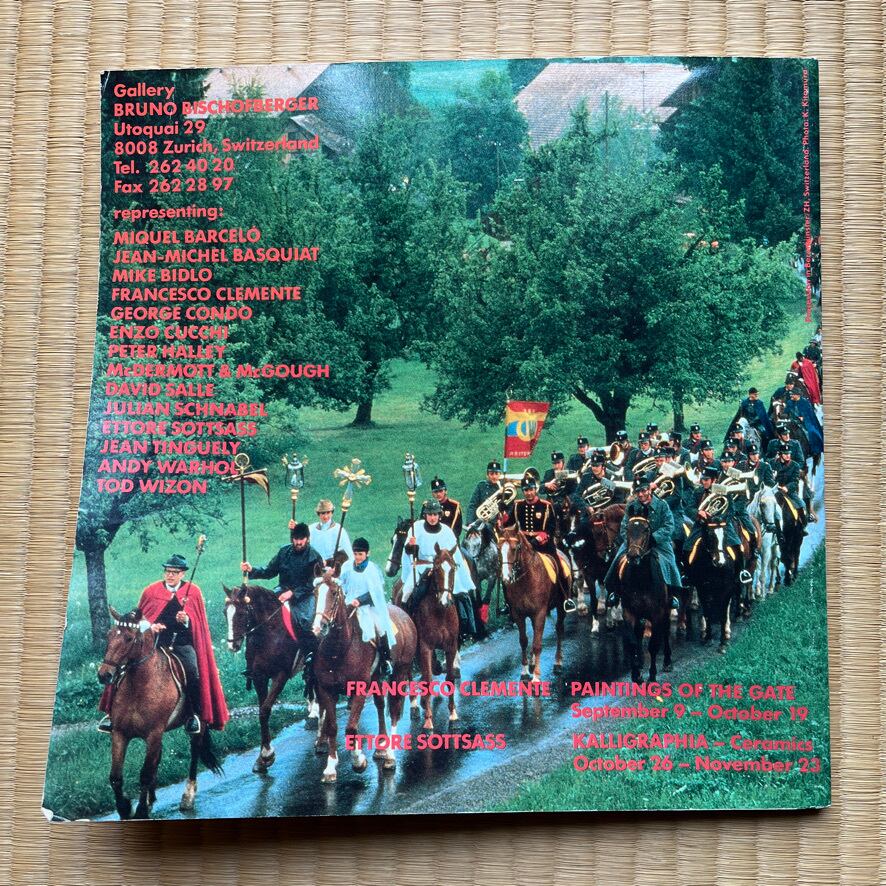 Gallery
BRUNO BISCHOFBERGER
Utoquai 29
8008 Zurich, Switzerland
Tel. 262 40 20
Fax 262 28 97
representing:
MIQUEL BARCELÓ
JEAN-MICHEL BASQUIAT
MIKE BIDLO
FRANCESCO CLEMENTE
GEORGE CONDO
ENZO CUCCHI
PETER HALLEY
McDERMOTT & McGOUGH
DAVID SALLE
JULIAN SCHNABEL
ETTORE SOTTSASS
JEAN TINGUELY
ANDY WARHOL
TOD WIZON
Switzerland. Photo: K. Kitamura
FRANCESCO CLEMENTE PAINTINGS OF THE GATE
September 9 – October 19
ETTORE SOTTSASS KALLIGRAPHIA – Ceramics
October 26 – November 23